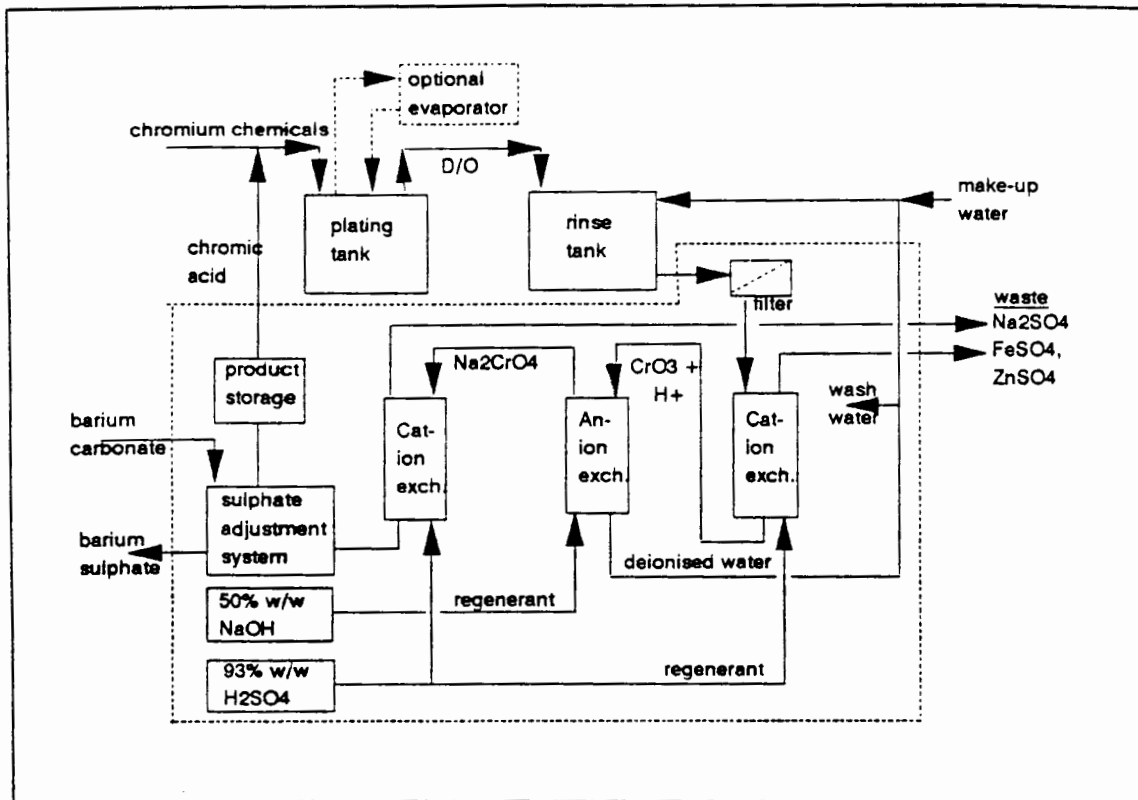 optional
evaporator
chromium chemicals
D/O
make-up
water
plating
tank
rinse
tank
chromic
acid
filter
waste
Na2SO4
FeSO4,
ZnSO4
Na2CrO4
CrO3 +
H+
product
storage
wash
water
barium
carbonate
Cat-
ion
exch.
An-
ion
exch.
Cat-
ion
exch.
sulphate
adjustment
system
barium
sulphate
deionised water
50% w/w
NaOH
regenerant
93% w/w
H2SO4
regenerant